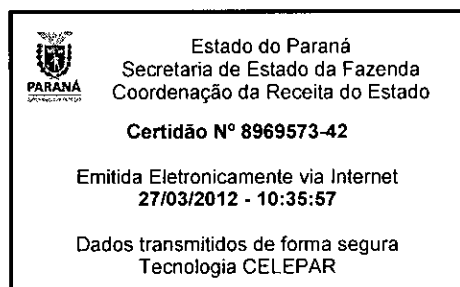 Estado do Paraná
Secretaria de Estado da Fazenda
Coordenação da Receita do Estado
PARANÁ
Certidão Nº 8969573-42
Emitida Eletronicamente via Internet
27/03/2012 - 10:35:57
Dados transmitidos de forma segura
Tecnologia CELEPAR